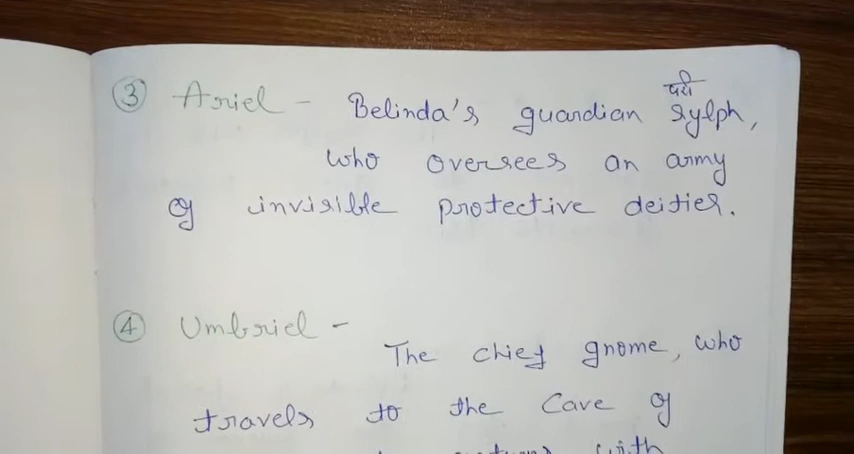 ③ Ariel - Belinda's guardian परी sylph,
who oversees an army
of invisible protective deities.
④ Umbriel -
The chief gnome, who
travels to the Cave of
with